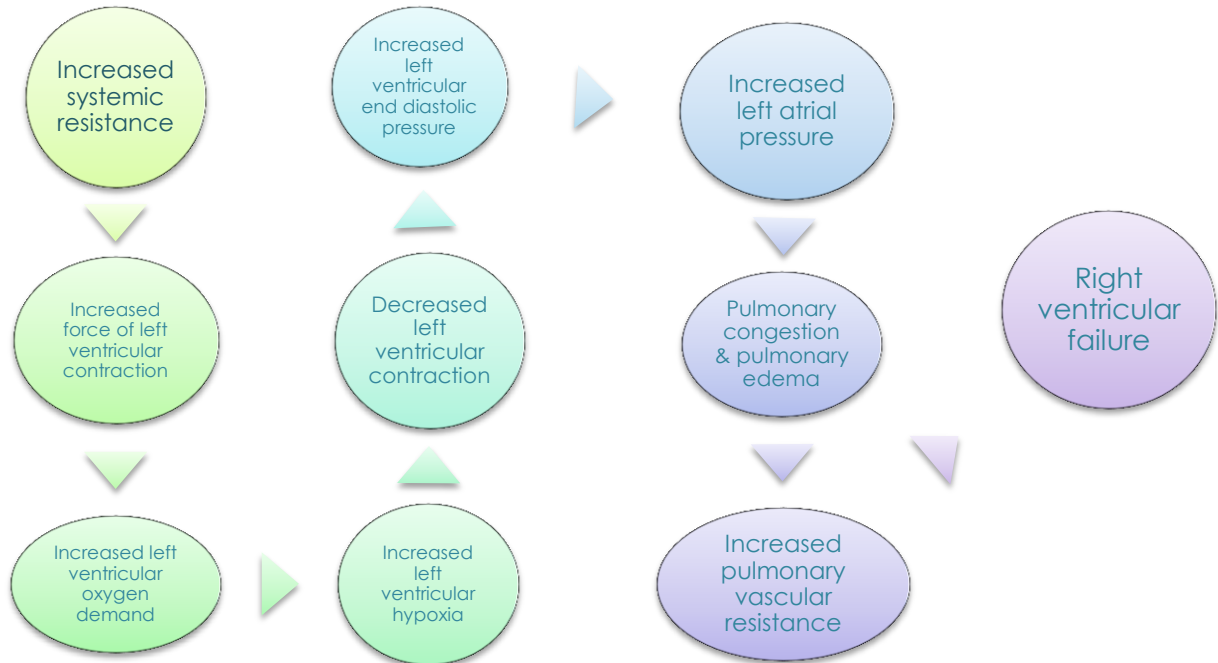 Increased
systemic
resistance
Increased
force of left
ventricular
contraction
Increased left
ventricular
oxygen
demand
Increased
left
ventricular
hypoxia
Decreased
left
ventricular
contraction
Increased
left
ventricular
end diastolic
pressure
Increased
left atrial
pressure
Pulmonary
congestion
& pulmonary
edema
Increased
pulmonary
vascular
resistance
Right
ventricular
failure